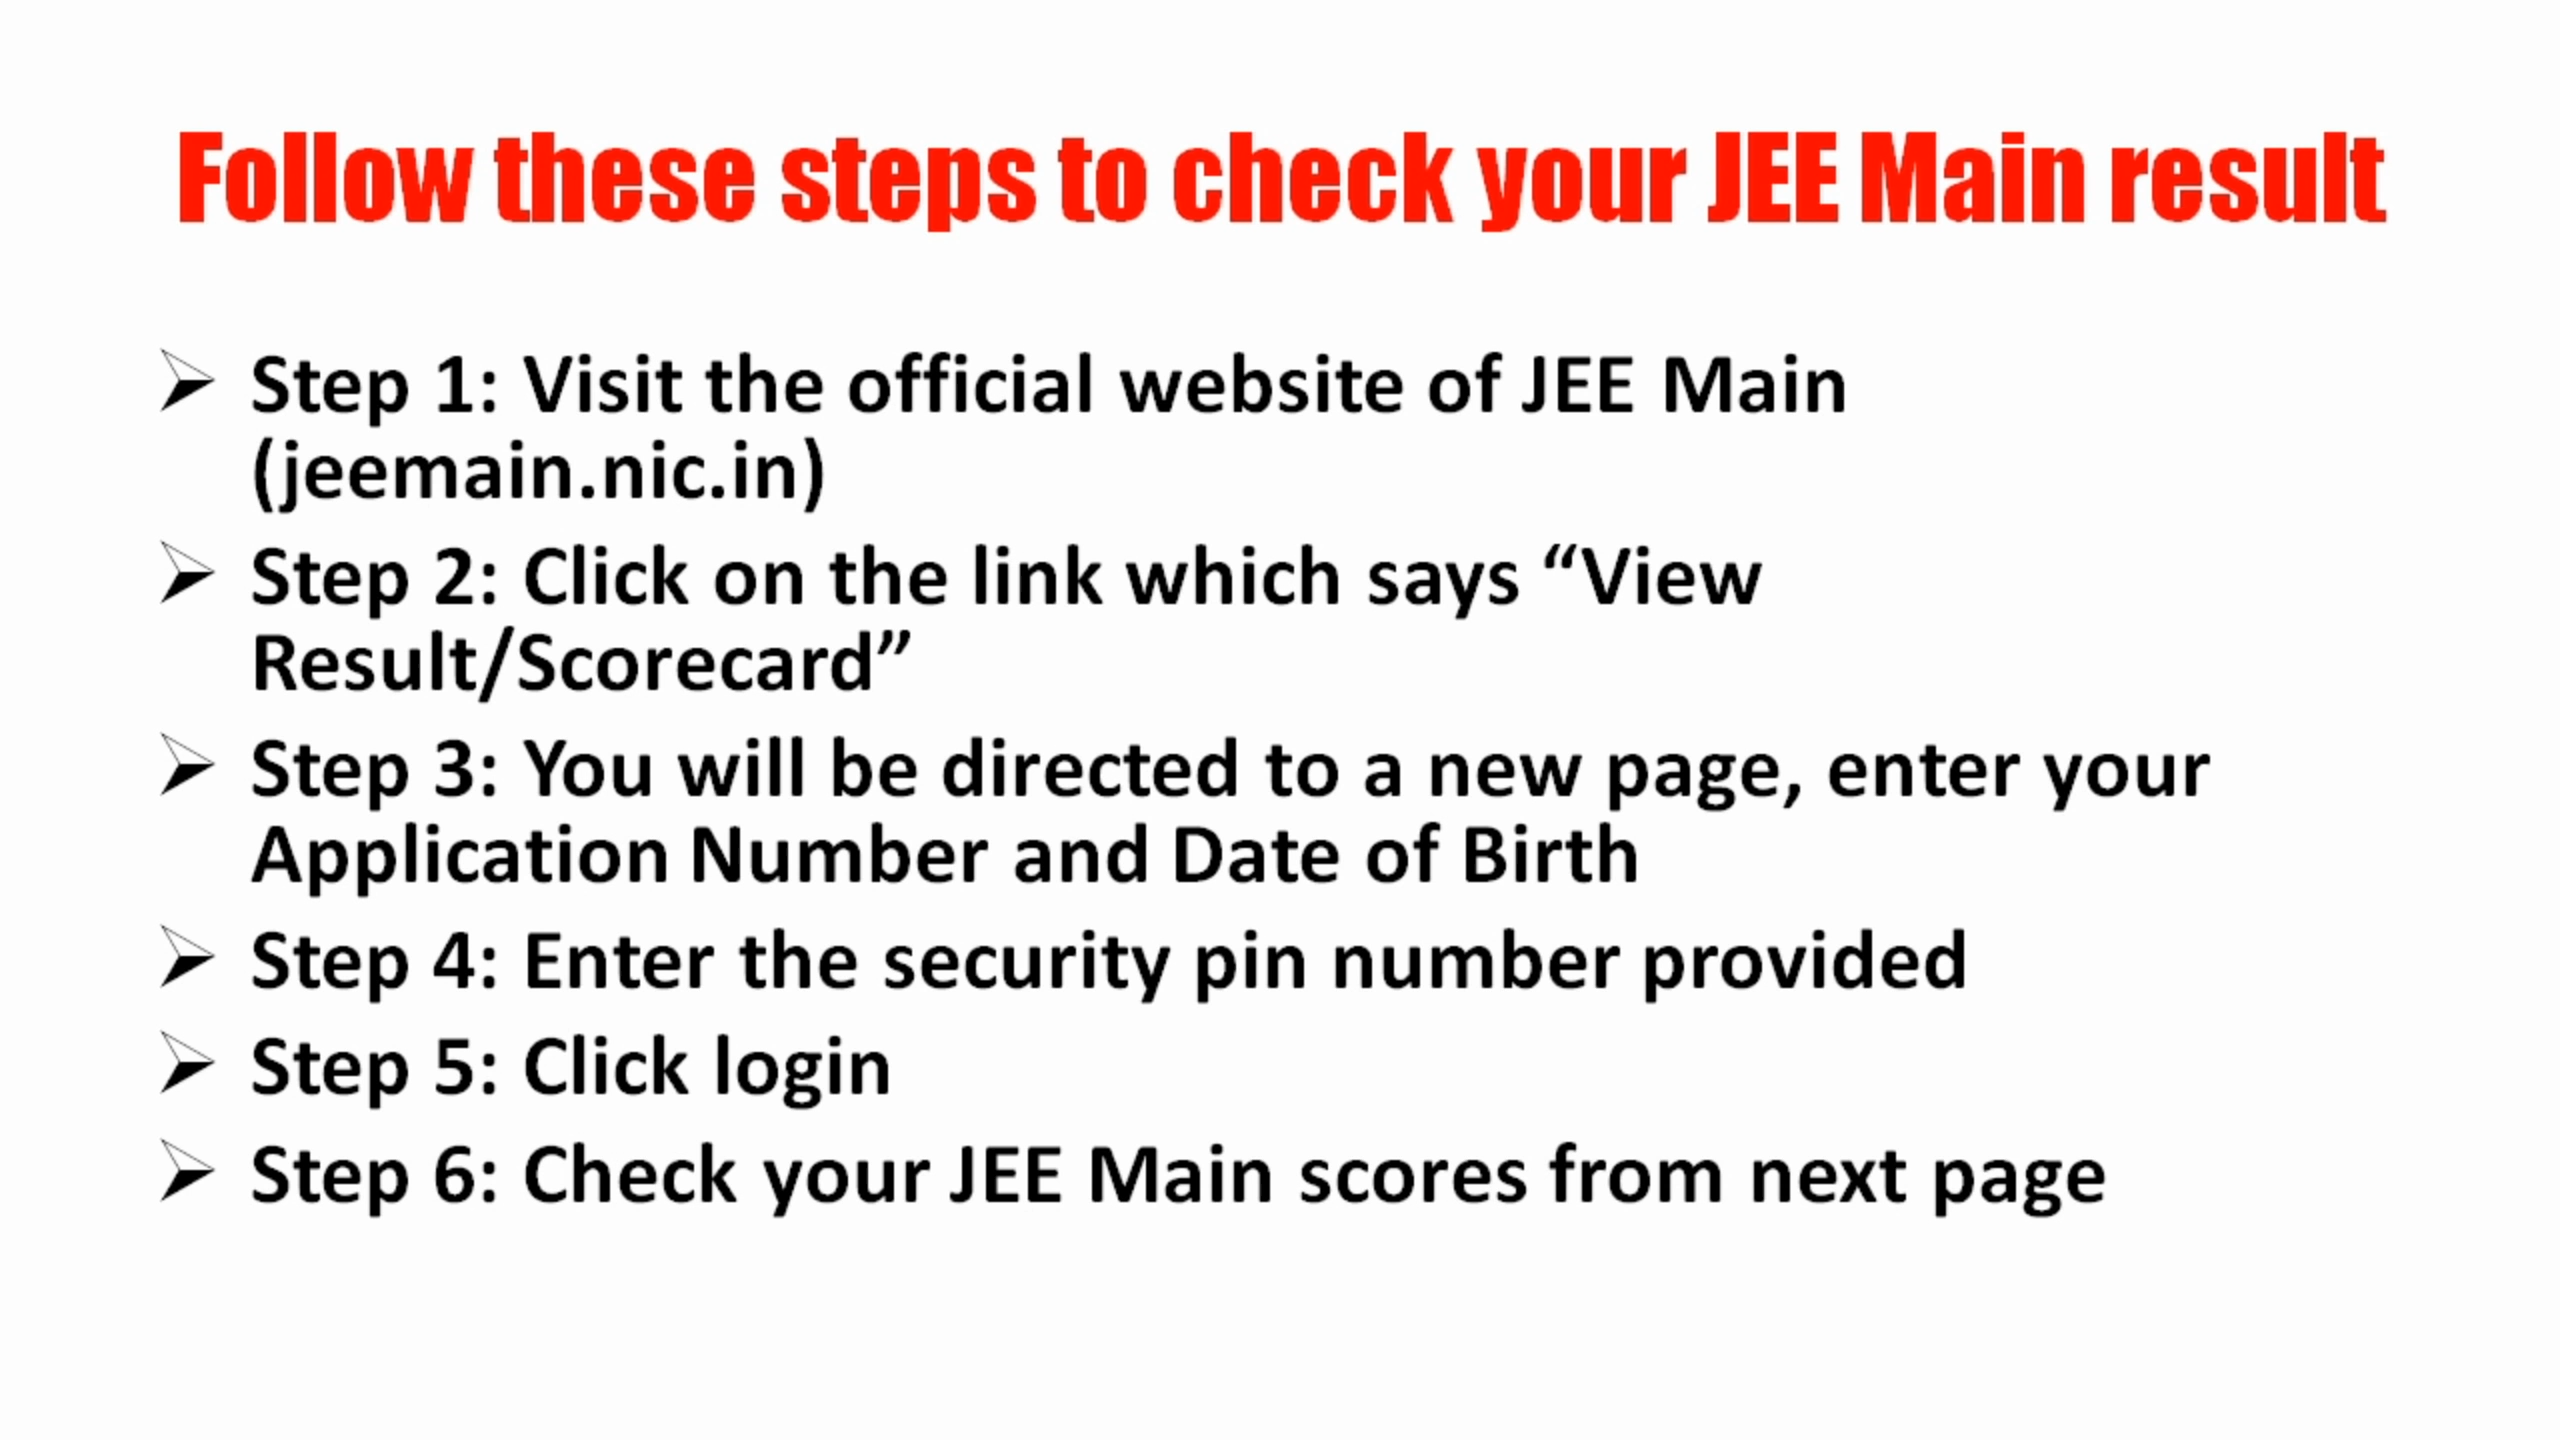 Follow these steps to check your JEE Main result
➢ Step 1: Visit the official website of JEE Main
(jeemain.nic.in)
➢ Step 2: Click on the link which says “View
Result/Scorecard”
➢ Step 3: You will be directed to a new page, enter your
Application Number and Date of Birth
➢ Step 4: Enter the security pin number provided
➢ Step 5: Click login
➢ Step 6: Check your JEE Main scores from next page